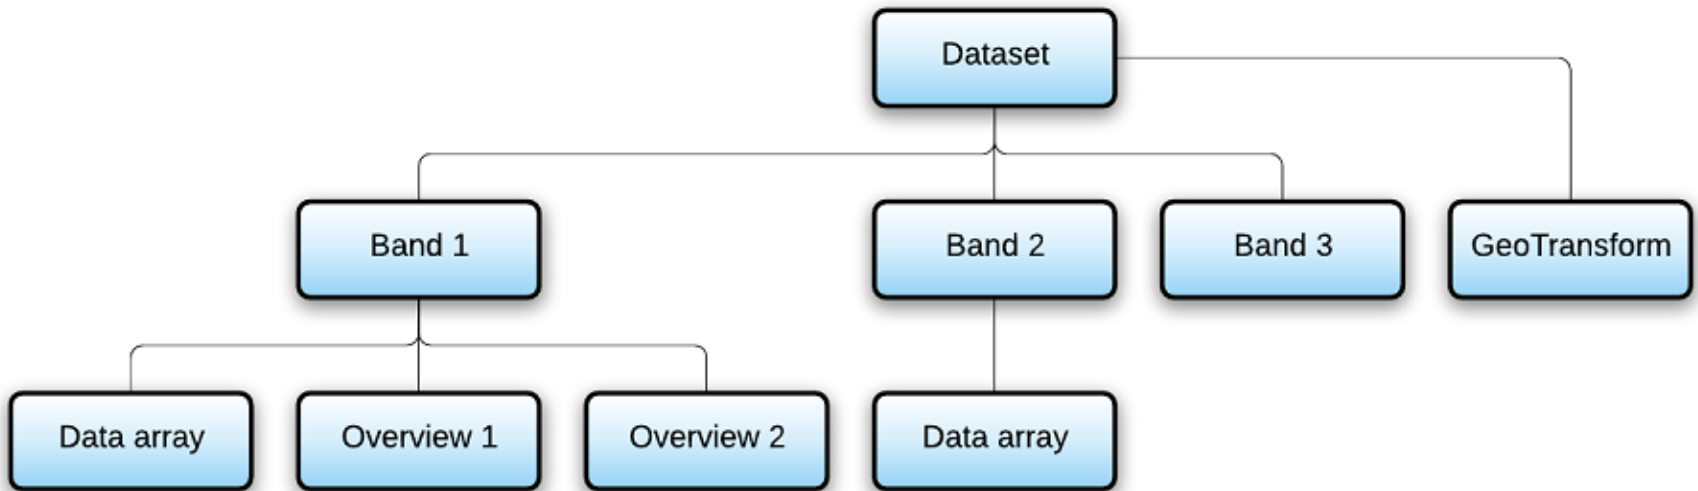 Dataset
Band 1
Band 2
Band 3
GeoTransform
Data array
Overview 1
Overview 2
Data array